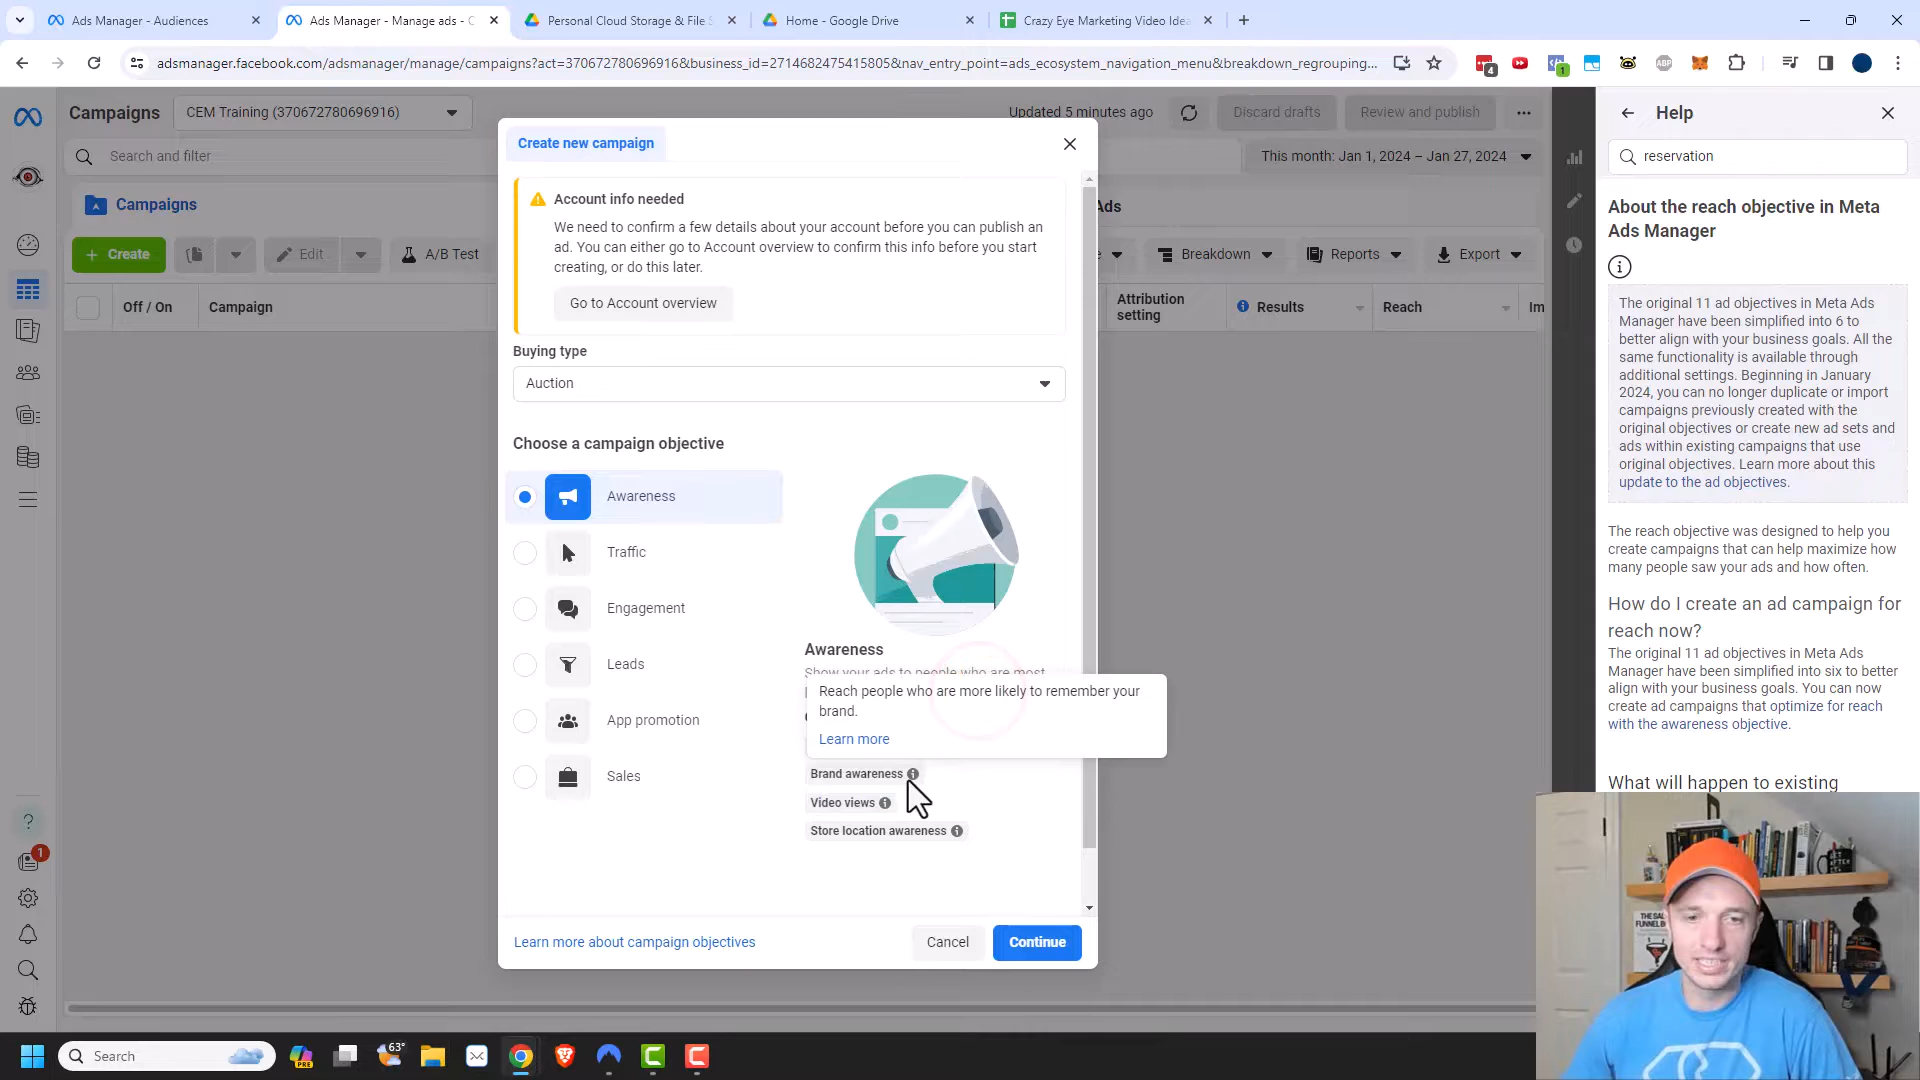 Ads Manager - Audiences
Ads Manager - Manage ads - C
Personal Cloud Storage & File S
Home - Google Drive
Crazy Eye Marketing Video Idea
adsmanager.facebook.com/adsmanager/manage/campaigns?act=370672780696916&business_id=2714682475415805&nav_entry_point=ads_ecosystem_navigation_menu&breakdown_regrouping...
4
1
ABP
Campaigns
CEM Training (370672780696916)
Updated 5 minutes ago
Discard drafts
Review and publish
Search and filter
This month: Jan 1, 2024 – Jan 27, 2024
Campaigns
Ads
+ Create
Edit
A/B Test
e
Breakdown
Reports
Export
Off / On
Campaign
Attribution
setting
Results
Reach
Im
Create new campaign
Account info needed
We need to confirm a few details about your account before you can publish an
ad. You can either go to Account overview to confirm this info before you start
creating, or do this later.
Go to Account overview
Buying type
Auction
Choose a campaign objective
Awareness
Traffic
Engagement
Leads
App promotion
Sales
Awareness
Show your ads to people who are most
Reach people who are more likely to remember your
brand.
Learn more
Brand awareness
Video views
Store location awareness
Learn more about campaign objectives
Cancel
Continue
Help
reservation
About the reach objective in Meta
Ads Manager
The original 11 ad objectives in Meta Ads
Manager have been simplified into 6 to
better align with your business goals. All the
same functionality is available through
additional settings. Beginning in January
2024, you can no longer duplicate or import
campaigns previously created with the
original objectives or create new ad sets and
ads within existing campaigns that use
original objectives. Learn more about this
update to the ad objectives.
The reach objective was designed to help you
create campaigns that can help maximize how
many people saw your ads and how often.
How do I create an ad campaign for
reach now?
The original 11 ad objectives in Meta Ads
Manager have been simplified into six to better
align with your business goals. You can now
create ad campaigns that optimize for reach
with the awareness objective.
What will happen to existing
1
Search
PRE
63°